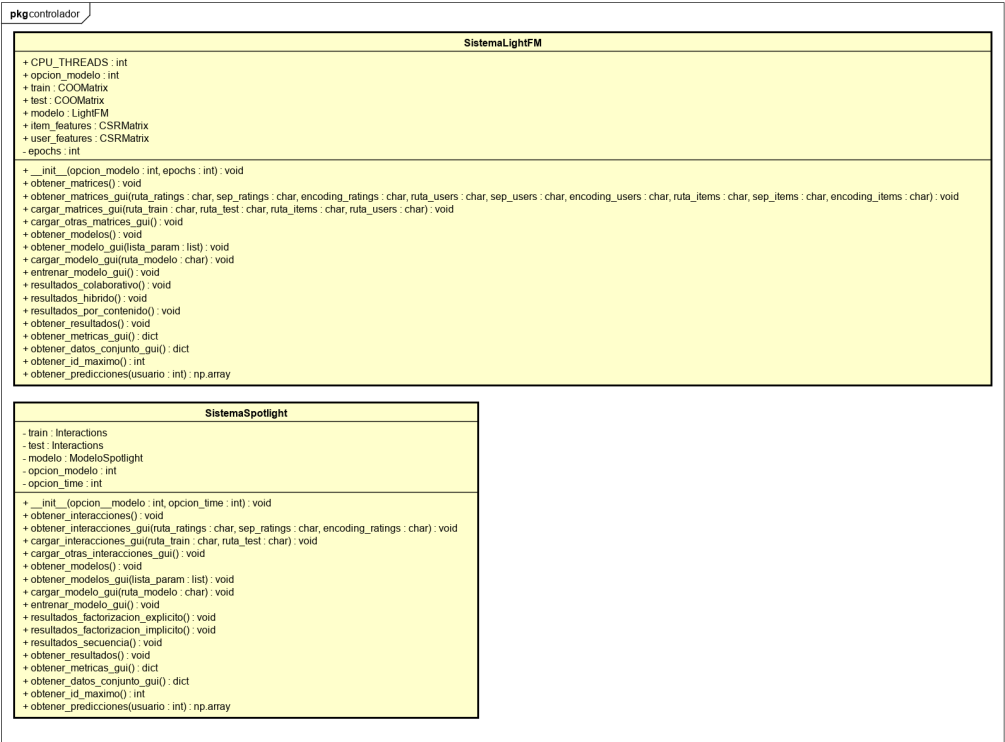 pkg controlador
SistemaLightFM
+ CPU_THREADS : int
+ opcion_modelo : int
+ train : COOMatrix
+ test : COOMatrix
+ modelo : LightFM
+ item_features : CSRMatrix
+ user_features : CSRMatrix
- epochs : int
+ __init__(opcion_modelo : int, epochs : int) : void
+ obtener_matrices() : void
+ obtener_matrices_gui(ruta_ratings : char, sep_ratings : char, encoding_ratings : char, ruta_users : char, sep_users : char, encoding_users : char, ruta_items : char, sep_items : char, encoding_items : char) : void
+ cargar_matrices_gui(ruta_train : char, ruta_test : char, ruta_items : char, ruta_users : char) : void
+ cargar_otras_matrices_gui() : void
+ obtener_modelos() : void
+ obtener_modelo_gui(lista_param : list) : void
+ cargar_modelo_gui(ruta_modelo : char) : void
+ entrenar_modelo_gui() : void
+ resultados_colaborativo() : void
+ resultados_hibrido() : void
+ resultados_por_contenido() : void
+ obtener_resultados() : void
+ obtener_metricas_gui() : dict
+ obtener_datos_conjunto_gui() : dict
+ obtener_id_maximo() : int
+ obtener_predicciones(usuario : int) : np.array
SistemaSpotlight
- train : Interactions
- test : Interactions
- modelo : ModeloSpotlight
- opcion_modelo : int
- opcion_time : int
+ __init__(opcion__modelo : int, opcion_time : int) : void
+ obtener_interacciones() : void
+ obtener_interacciones_gui(ruta_ratings : char, sep_ratings : char, encoding_ratings : char) : void
+ cargar_interacciones_gui(ruta_train : char, ruta_test : char) : void
+ cargar_otras_interacciones_gui() : void
+ obtener_modelos() : void
+ obtener_modelos_gui(lista_param : list) : void
+ cargar_modelo_gui(ruta_modelo : char) : void
+ entrenar_modelo_gui() : void
+ resultados_factorizacion_explicito() : void
+ resultados_factorizacion_implicito() : void
+ resultados_secuencia() : void
+ obtener_resultados() : void
+ obtener_metricas_gui() : dict
+ obtener_datos_conjunto_gui() : dict
+ obtener_id_maximo() : int
+ obtener_predicciones(usuario : int) : np.array